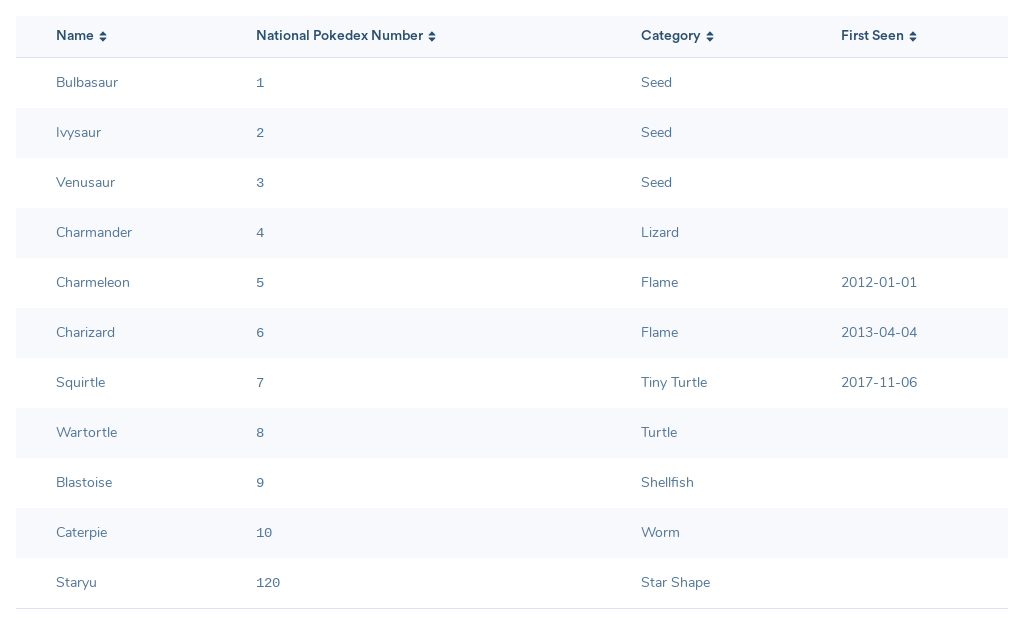 Name National Pokedex Number Category First Seen
Bulbasaur 1 Seed
Ivysaur 2 Seed
Venusaur 3 Seed
Charmander 4 Lizard
Charmeleon 5 Flame 2012-01-01
Charizard 6 Flame 2013-04-04
Squirtle 7 Tiny Turtle 2017-11-06
Wartortle 8 Turtle
Blastoise 9 Shellfish
Caterpie 10 Worm
Staryu 120 Star Shape